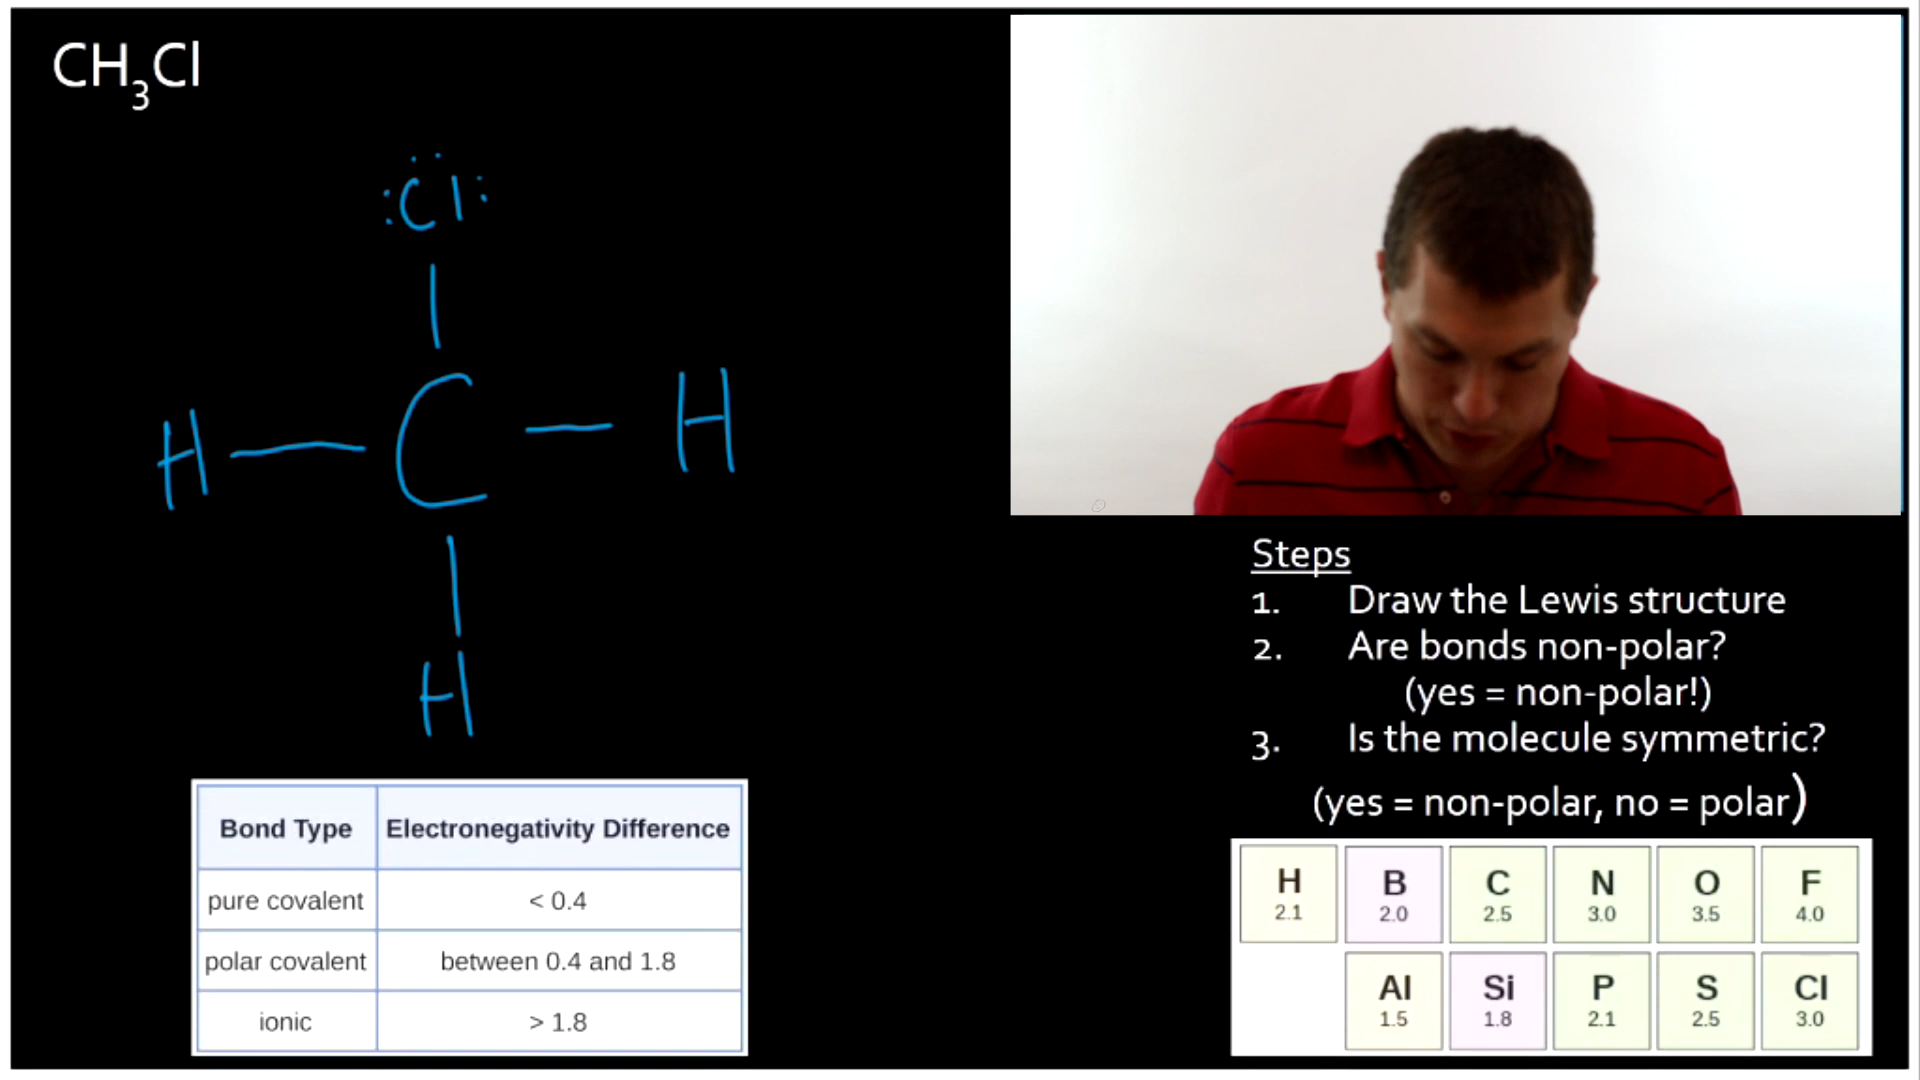 CH3Cl
:Cl:
C
H
H
H
Bond Type Electronegativity Difference
pure covalent < 0.4
polar covalent between 0.4 and 1.8
ionic > 1.8
Steps
1. Draw the Lewis structure
2. Are bonds non-polar?
(yes = non-polar!)
3. Is the molecule symmetric?
(yes = non-polar, no = polar)
H B C N O F
2.1 2.0 2.5 3.0 3.5 4.0
Al Si P S Cl
1.5 1.8 2.1 2.5 3.0